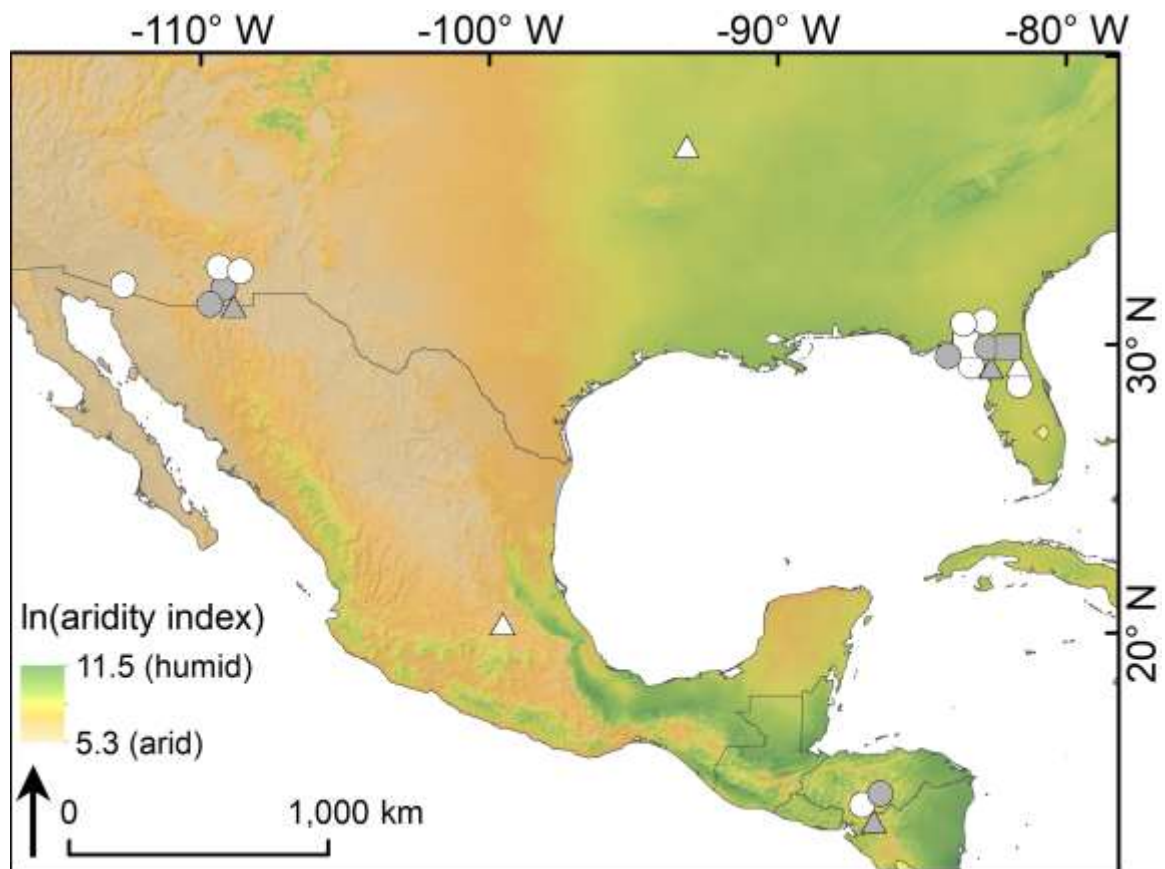 -110° W -100° W -90° W -80° W
30° N
20° N
ln(aridity index)
11.5 (humid)
5.3 (arid)
0 1,000 km